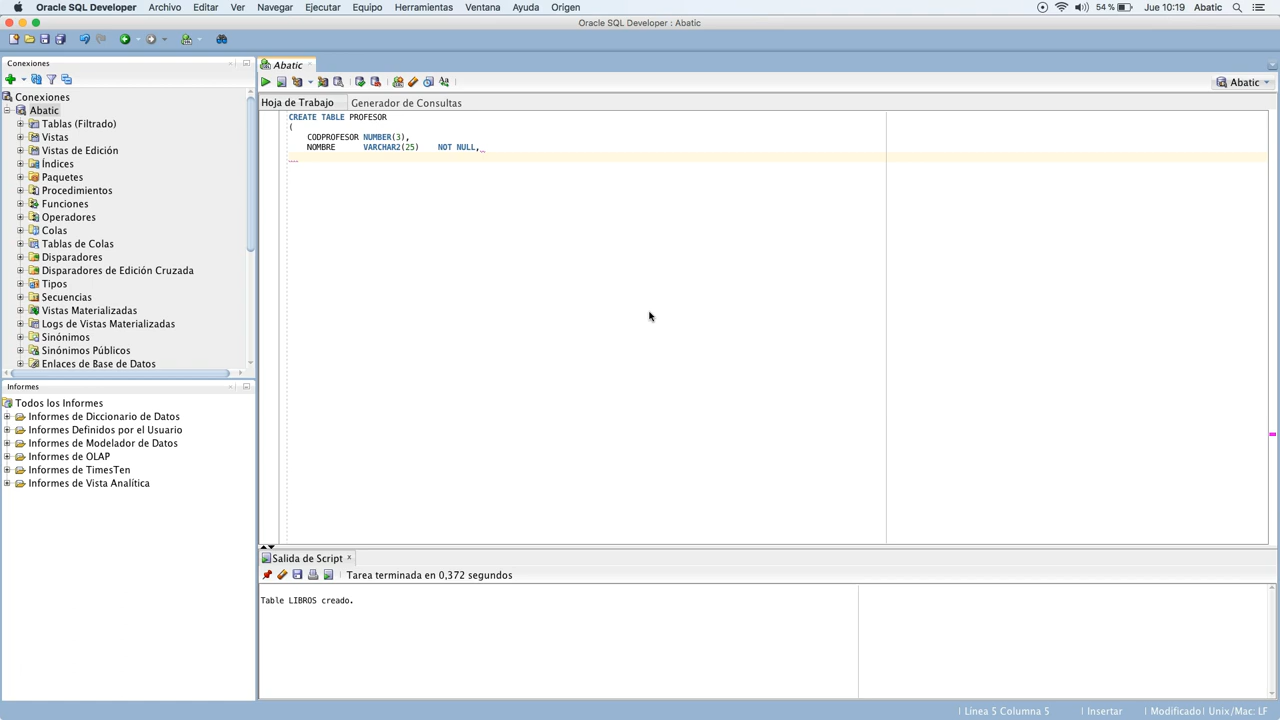 Oracle SQL Developer Archivo Editar Ver Navegar Ejecutar Equipo Herramientas Ventana Ayuda Origen 54 % Jue 10:19 Abatic
Oracle SQL Developer : Abatic
Conexiones
Conexiones
Abatic
Tablas (Filtrado)
Vistas
Vistas de Edición
Índices
Paquetes
Procedimientos
Funciones
Operadores
Colas
Tablas de Colas
Disparadores
Disparadores de Edición Cruzada
Tipos
Secuencias
Vistas Materializadas
Logs de Vistas Materializadas
Sinónimos
Sinónimos Públicos
Enlaces de Base de Datos
Informes
Todos los Informes
Informes de Diccionario de Datos
Informes Definidos por el Usuario
Informes de Modelador de Datos
Informes de OLAP
Informes de TimesTen
Informes de Vista Analítica
Abatic
Abatic
Hoja de Trabajo Generador de Consultas
CREATE TABLE PROFESOR
(
CODPROFESOR NUMBER(3),
NOMBRE VARCHAR2(25) NOT NULL,
Salida de Script
Tarea terminada en 0,372 segundos
Table LIBROS creado.
Línea 5 Columna 5 Insertar Modificado Unix/Mac: LF